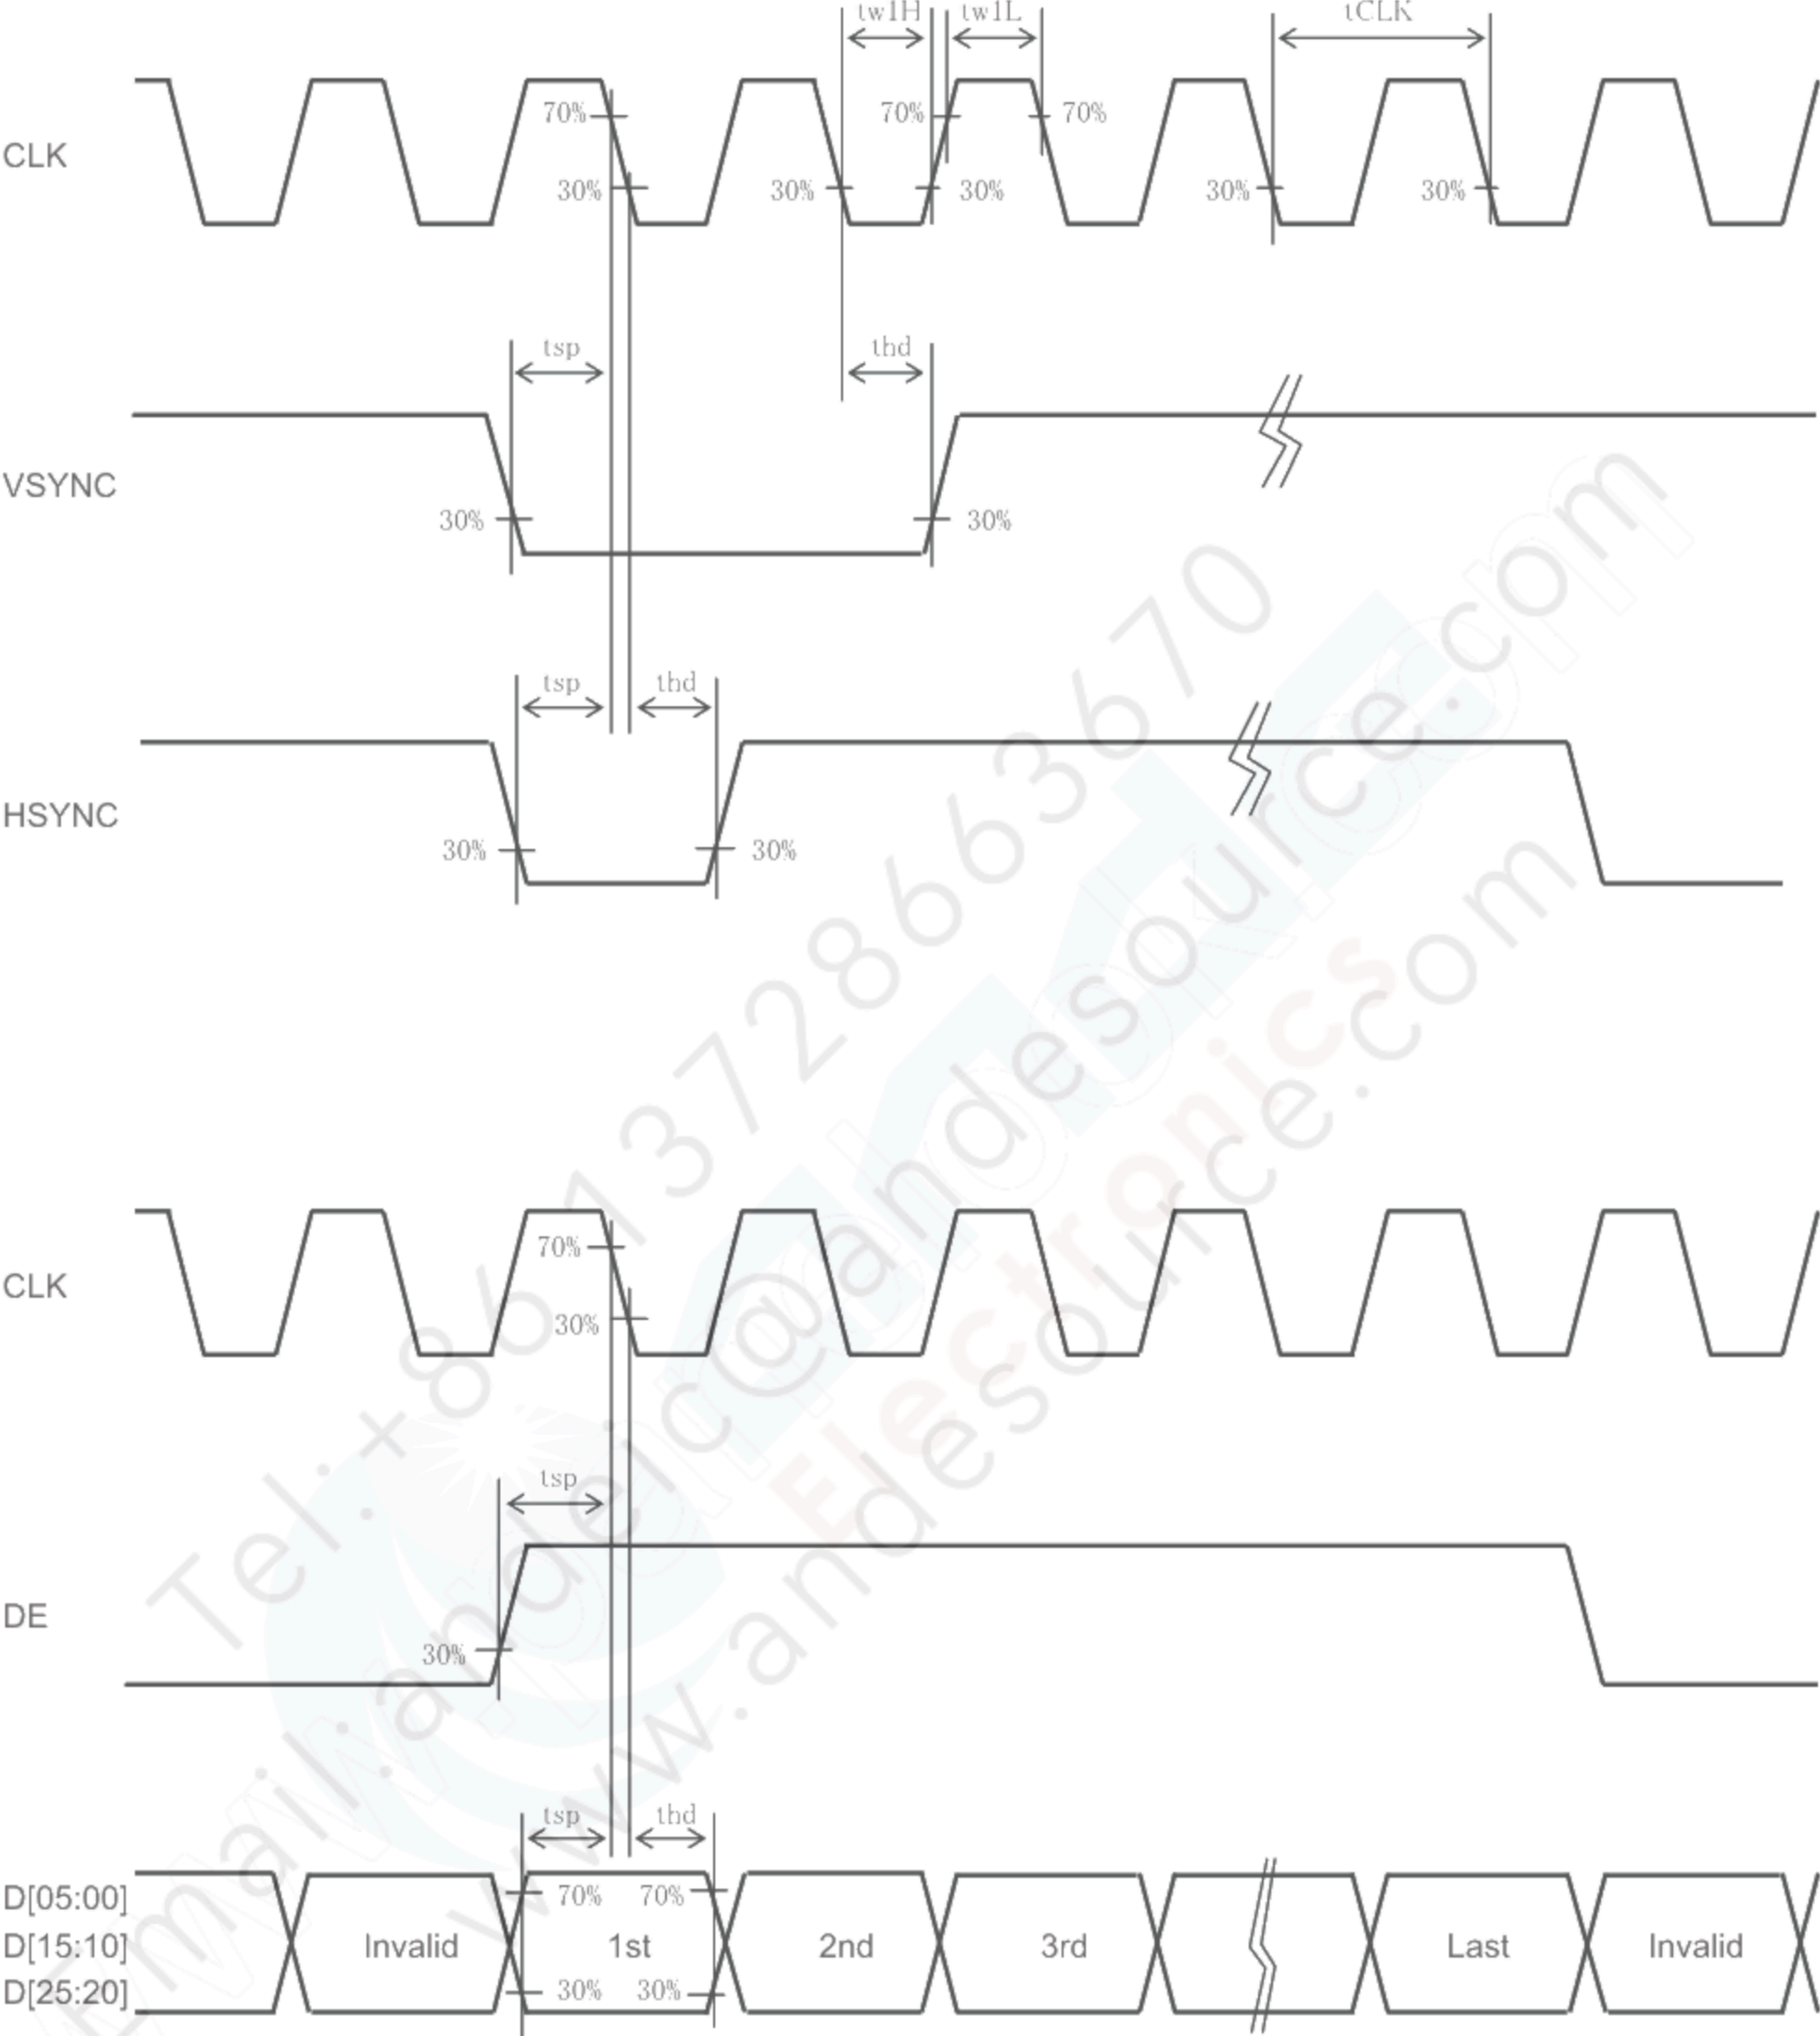 tw1H tw1L tCLK
70% 70% 70%
CLK
30% 30% 30% 30% 30%
tsp thd
VSYNC
30% 30%
tsp thd
HSYNC
30% 30%
CLK
70%
30%
tsp
DE
30%
tsp thd
D[05:00] 70% 70%
D[15:10] Invalid 1st 2nd 3rd Last Invalid
D[25:20] 30% 30%
Tel:+86 13728663670
Email:andeic@andesource.com
www.andesource.com
Electronics